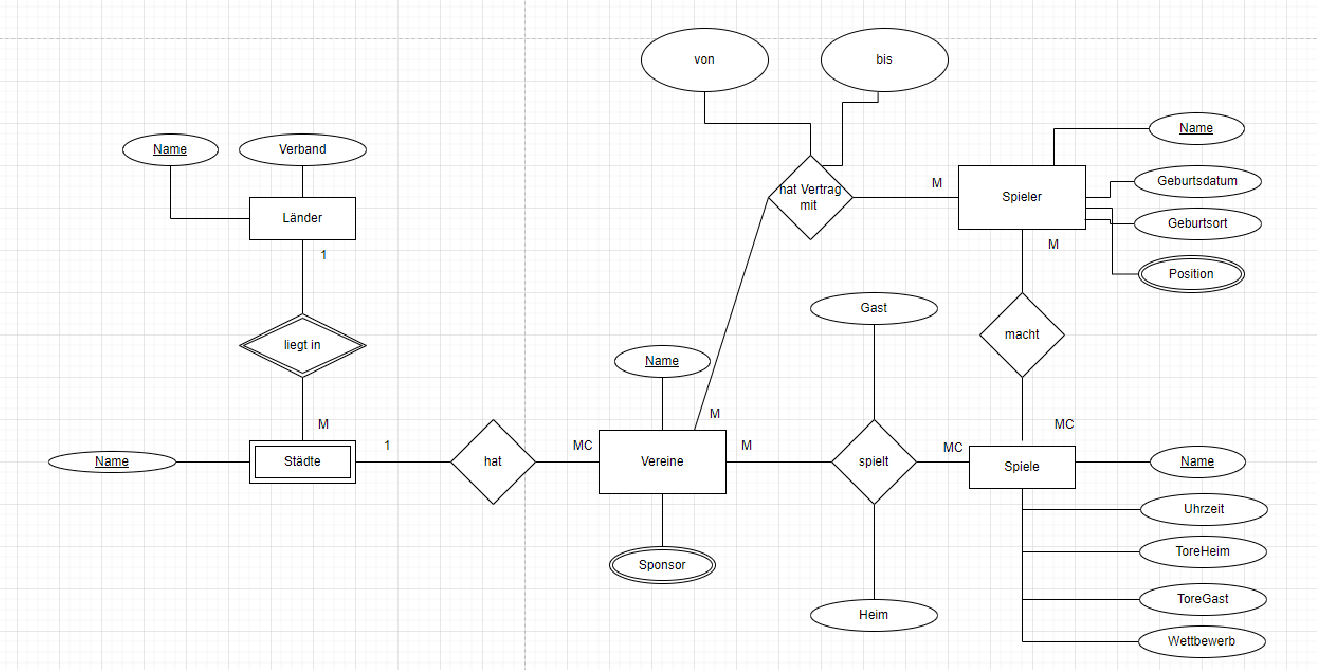 von
bis
Name
Name
Verband
Geburtsdatum
hat Vertrag
mit
M
Spieler
Länder
Geburtsort
M
1
Position
Gast
macht
liegt in
Name
M
M
MC
1
MC
M
MC
Name
Städte
hat
Vereine
spielt
Spiele
Name
Uhrzeit
ToreHeim
Sponsor
ToreGast
Heim
Wettbewerb